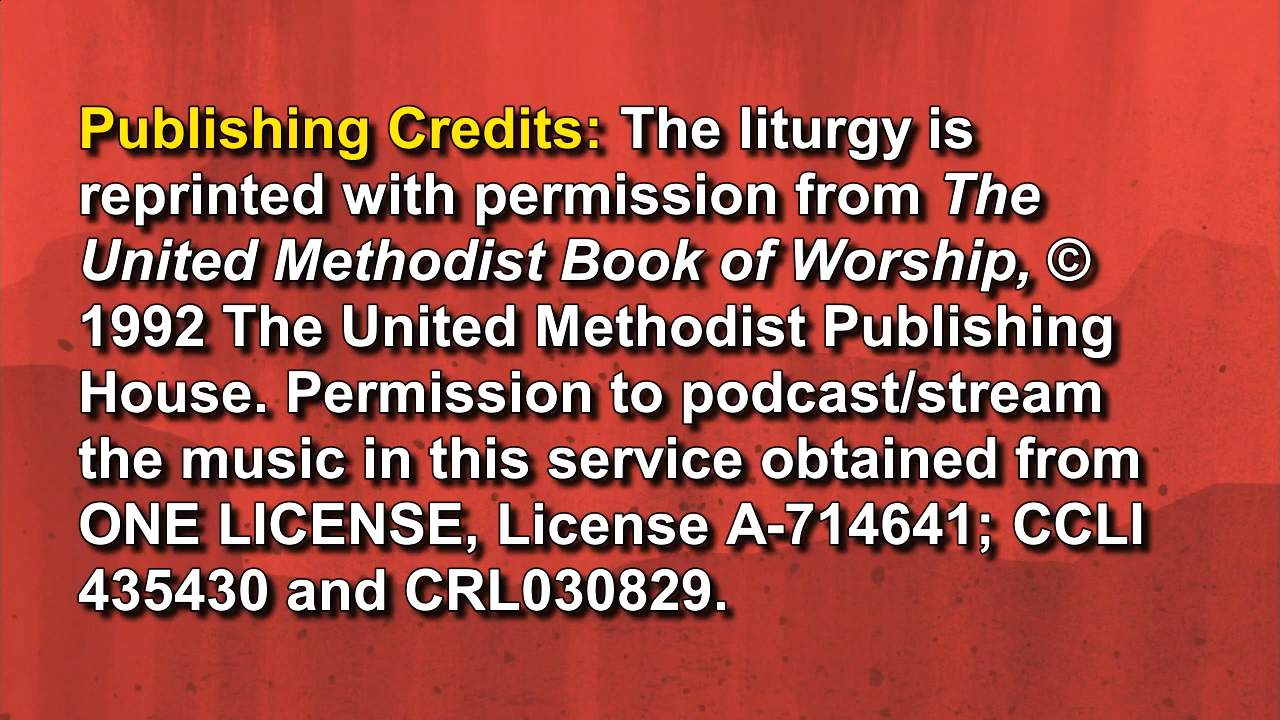 Publishing Credits: The liturgy is
reprinted with permission from The
United Methodist Book of Worship, ©
1992 The United Methodist Publishing
House. Permission to podcast/stream
the music in this service obtained from
ONE LICENSE, License A-714641; CCLI
435430 and CRL030829.